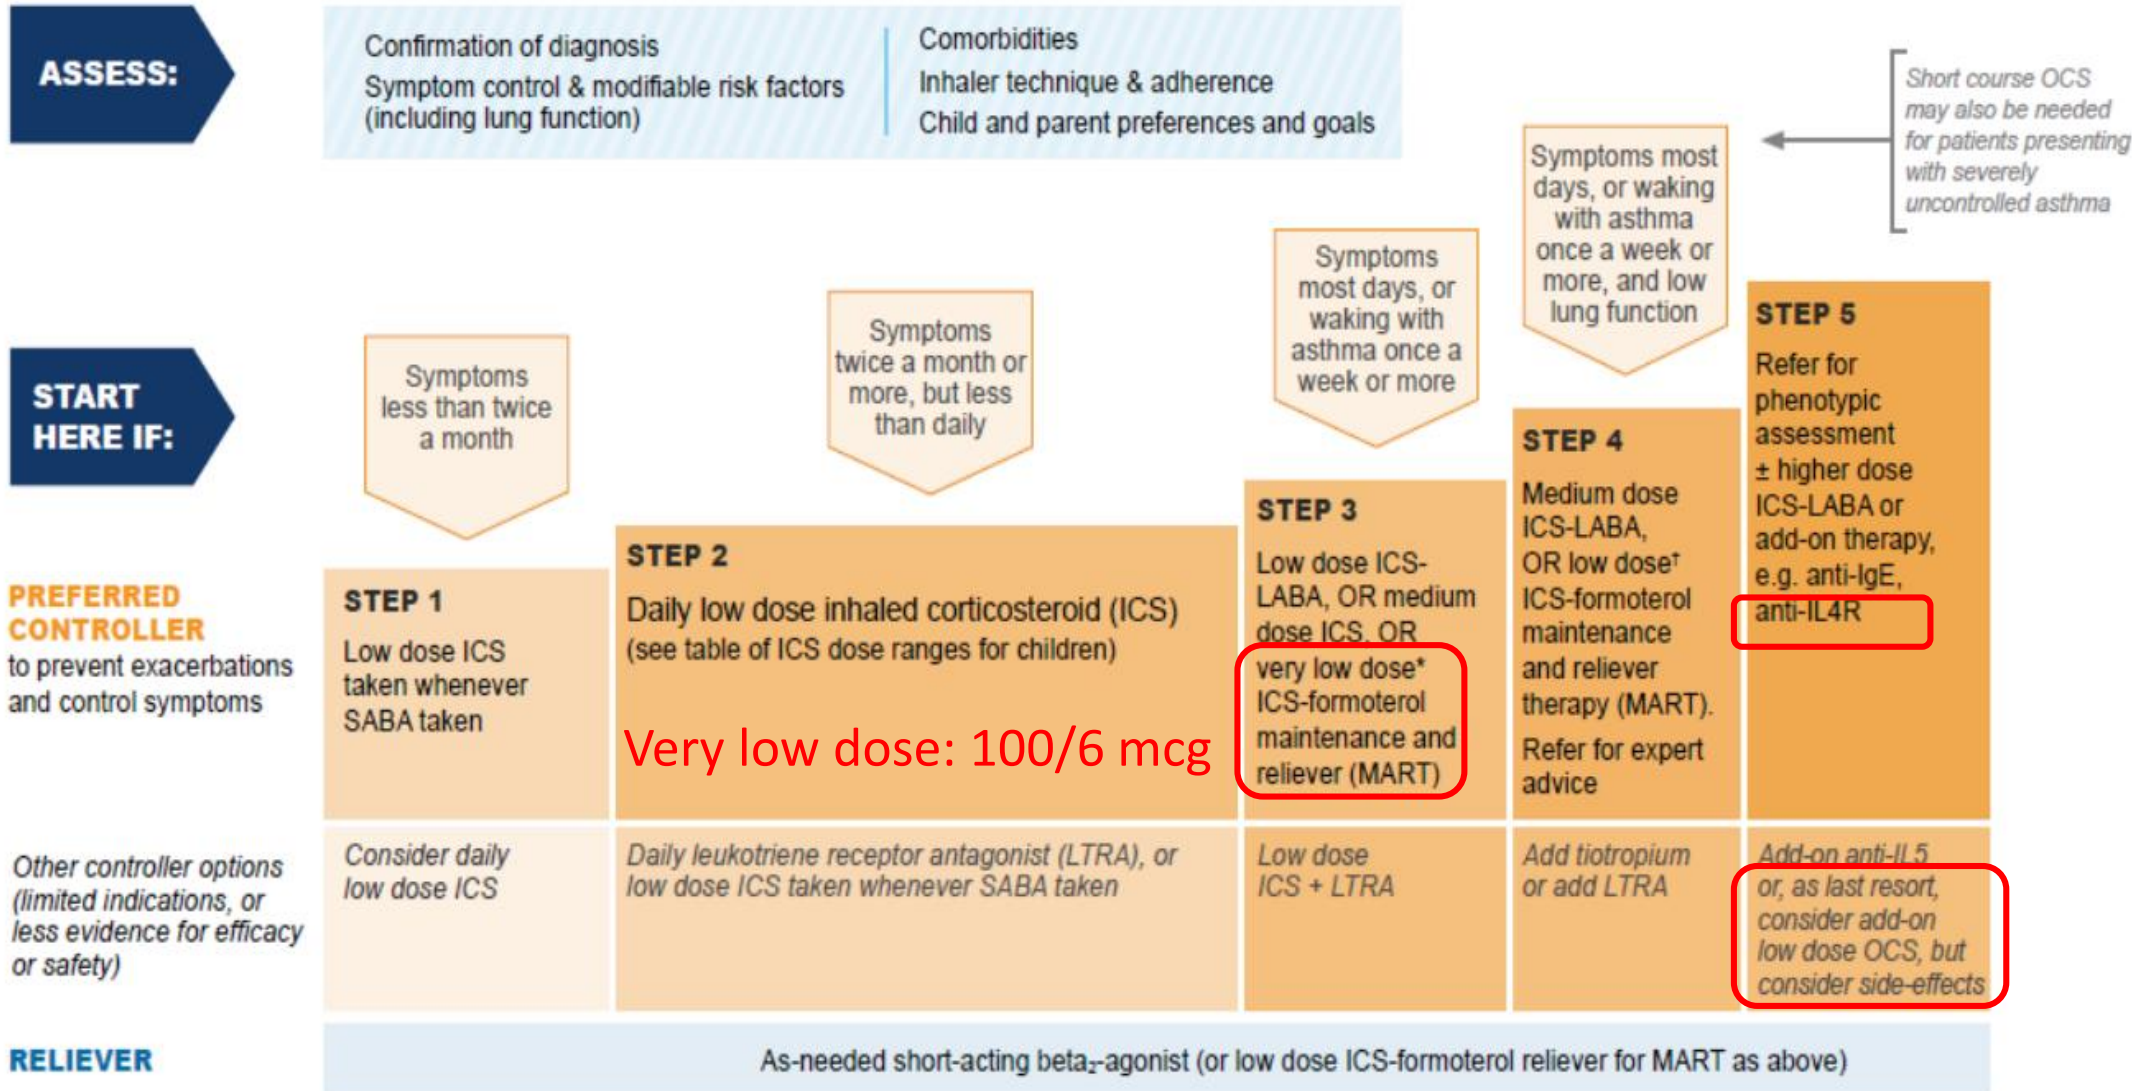 ASSESS:
Confirmation of diagnosis
Symptom control & modifiable risk factors
(including lung function)
Comorbidities
Inhaler technique & adherence
Child and parent preferences and goals
Short course OCS
may also be needed
for patients presenting
with severely
uncontrolled asthma
START
HERE IF:
Symptoms
less than twice
a month
Symptoms
twice a month or
more, but less
than daily
Symptoms
most days, or
waking with
asthma once a
week or more
Symptoms most
days, or waking
with asthma
once a week or
more, and low
lung function
PREFERRED
CONTROLLER
to prevent exacerbations
and control symptoms
STEP 1
Low dose ICS
taken whenever
SABA taken
STEP 2
Daily low dose inhaled corticosteroid (ICS)
(see table of ICS dose ranges for children)
Very low dose: 100/6 mcg
STEP 3
Low dose ICS-
LABA, OR medium
dose ICS, OR
very low dose*
ICS-formoterol
maintenance and
reliever (MART)
STEP 4
Medium dose
ICS-LABA,
OR low dose†
ICS-formoterol
maintenance
and reliever
therapy (MART).
Refer for expert
advice
STEP 5
Refer for
phenotypic
assessment
± higher dose
ICS-LABA or
add-on therapy,
e.g. anti-IgE,
anti-IL4R
Other controller options
(limited indications, or
less evidence for efficacy
or safety)
Consider daily
low dose ICS
Daily leukotriene receptor antagonist (LTRA), or
low dose ICS taken whenever SABA taken
Low dose
ICS + LTRA
Add tiotropium
or add LTRA
Add-on anti-IL5
or, as last resort,
consider add-on
low dose OCS, but
consider side-effects
RELIEVER
As-needed short-acting beta₂-agonist (or low dose ICS-formoterol reliever for MART as above)